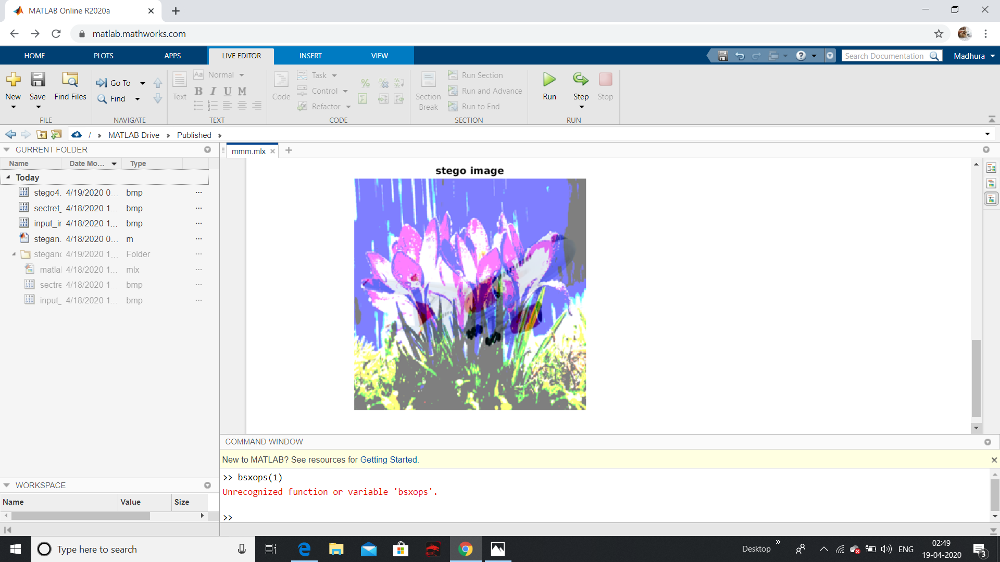 MATLAB Online R2020a
matlab.mathworks.com
HOME PLOTS APPS LIVE EDITOR INSERT VIEW
Search Documentation
Madhura
New
Save
Find Files
FILE
Go To
Find
NAVIGATE
Text
Aa Normal
B I U M
TEXT
Code
Task
Control
Refactor
CODE
Section
Break
Run Section
Run and Advance
Run to End
SECTION
Run
Step
Stop
RUN
/ MATLAB Drive Published
CURRENT FOLDER
Name Date Mo... Type
Today
stego4. 4/19/2020 0... bmp
sectret_ 4/18/2020 1... bmp
input_ir 4/18/2020 1... bmp
stegan. 4/18/2020 0... m
4/19/2020 1... Folder
matlal 4/18/2020 1... mlx
sectre 4/18/2020 1... bmp
input_ 4/18/2020 1... bmp
WORKSPACE
Name Value Size
mmm.mlx
stego image
COMMAND WINDOW
New to MATLAB? See resources for Getting Started.
>> bsxops(1)
Unrecognized function or variable 'bsxops'.
>>
Type here to search
Desktop
ENG
02:49
19-04-2020
3